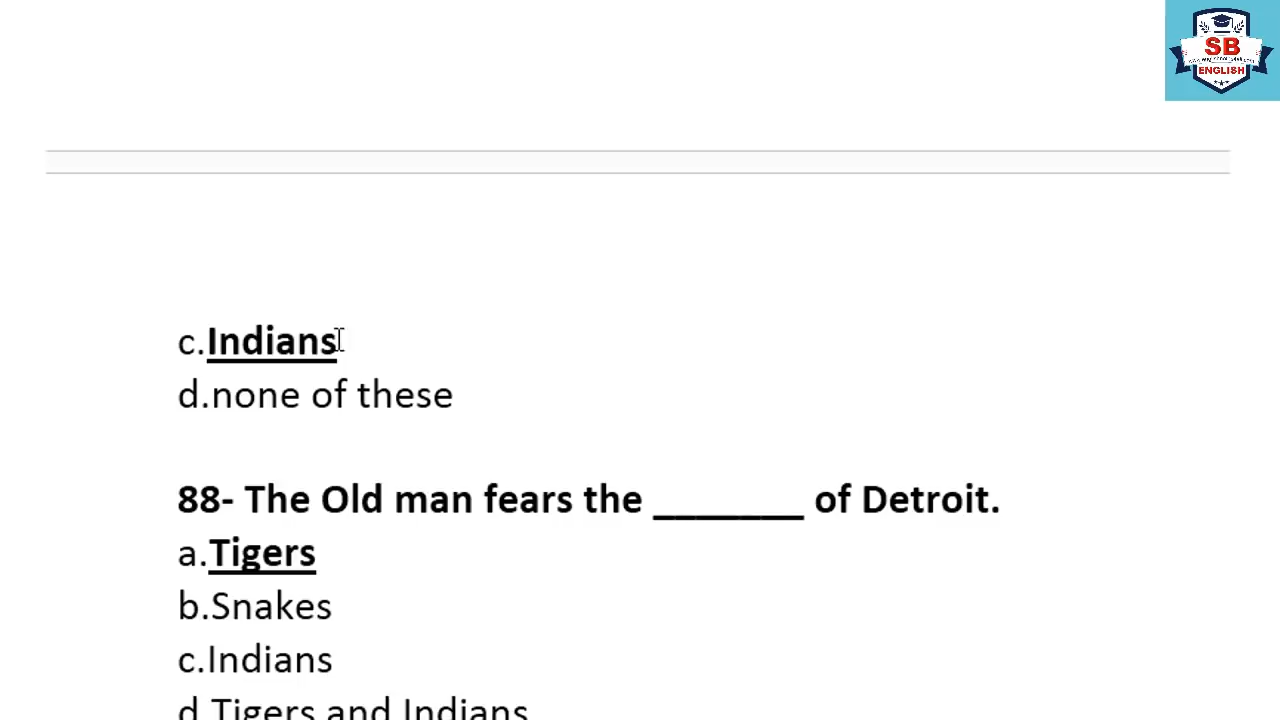 SB
ENGLISH
c.Indians
d.none of these
88- The Old man fears the _______ of Detroit.
a.Tigers
b.Snakes
c.Indians
d.Tigers and Indians